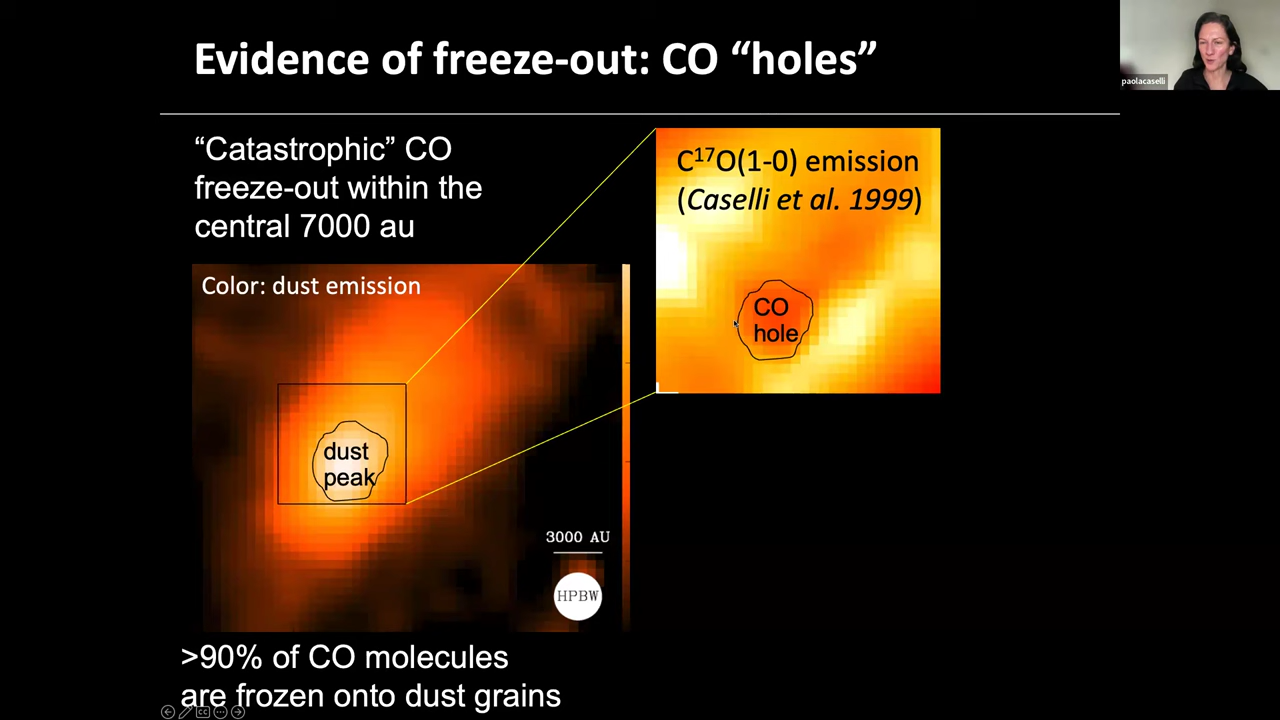 Evidence of freeze-out: CO “holes”
paolacaselli
“Catastrophic” CO
freeze-out within the
central 7000 au
C¹⁷O(1-0) emission
(Caselli et al. 1999)
CO
hole
Color: dust emission
dust
peak
3000 AU
HPBW
>90% of CO molecules
are frozen onto dust grains